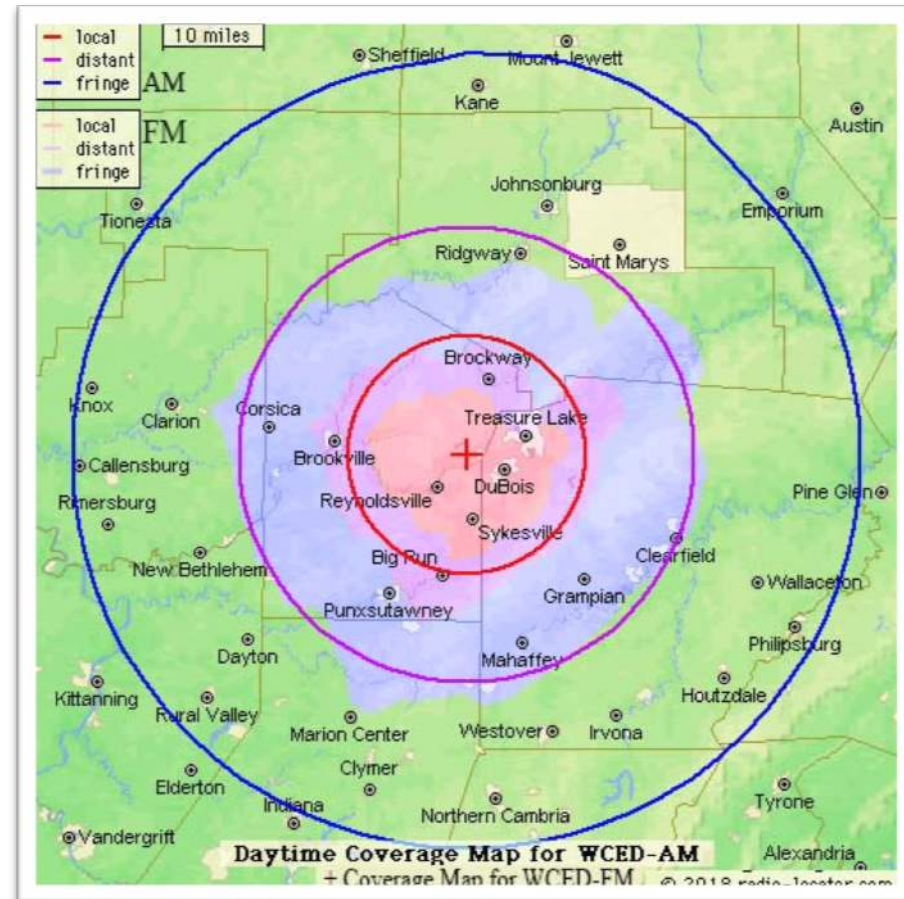 local
distant
fringe
AM
10 miles
local
distant
fringe
FM
Sheffield
Mount Jewett
Kane
Austin
Johnsonburg
Tionesta
Emporium
Ridgway
Saint Marys
Brockway
Knox
Clarion
Corsica
Treasure Lake
Brookville
Callensburg
DuBois
Reynoldsville
Pine Glen
Rimersburg
Sykesville
New Bethlehem
Big Run
Clearfield
Punxsutawney
Grampian
Wallaceton
Dayton
Mahaffey
Philipsburg
Kittanning
Rural Valley
Houtzdale
Marion Center
Westover
Irvona
Elderton
Clymer
Tyrone
Indiana
Northern Cambria
Vandergrift
Alexandria
Daytime Coverage Map for WCED-AM
+ Coverage Map for WCED-FM
© 2018 radio-locator.com